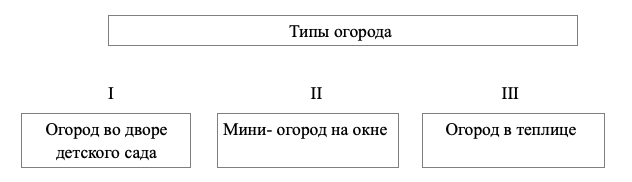 Типы огорода
I
II
III
Огород во дворе
детского сада
Мини- огород на окне
Огород в теплице